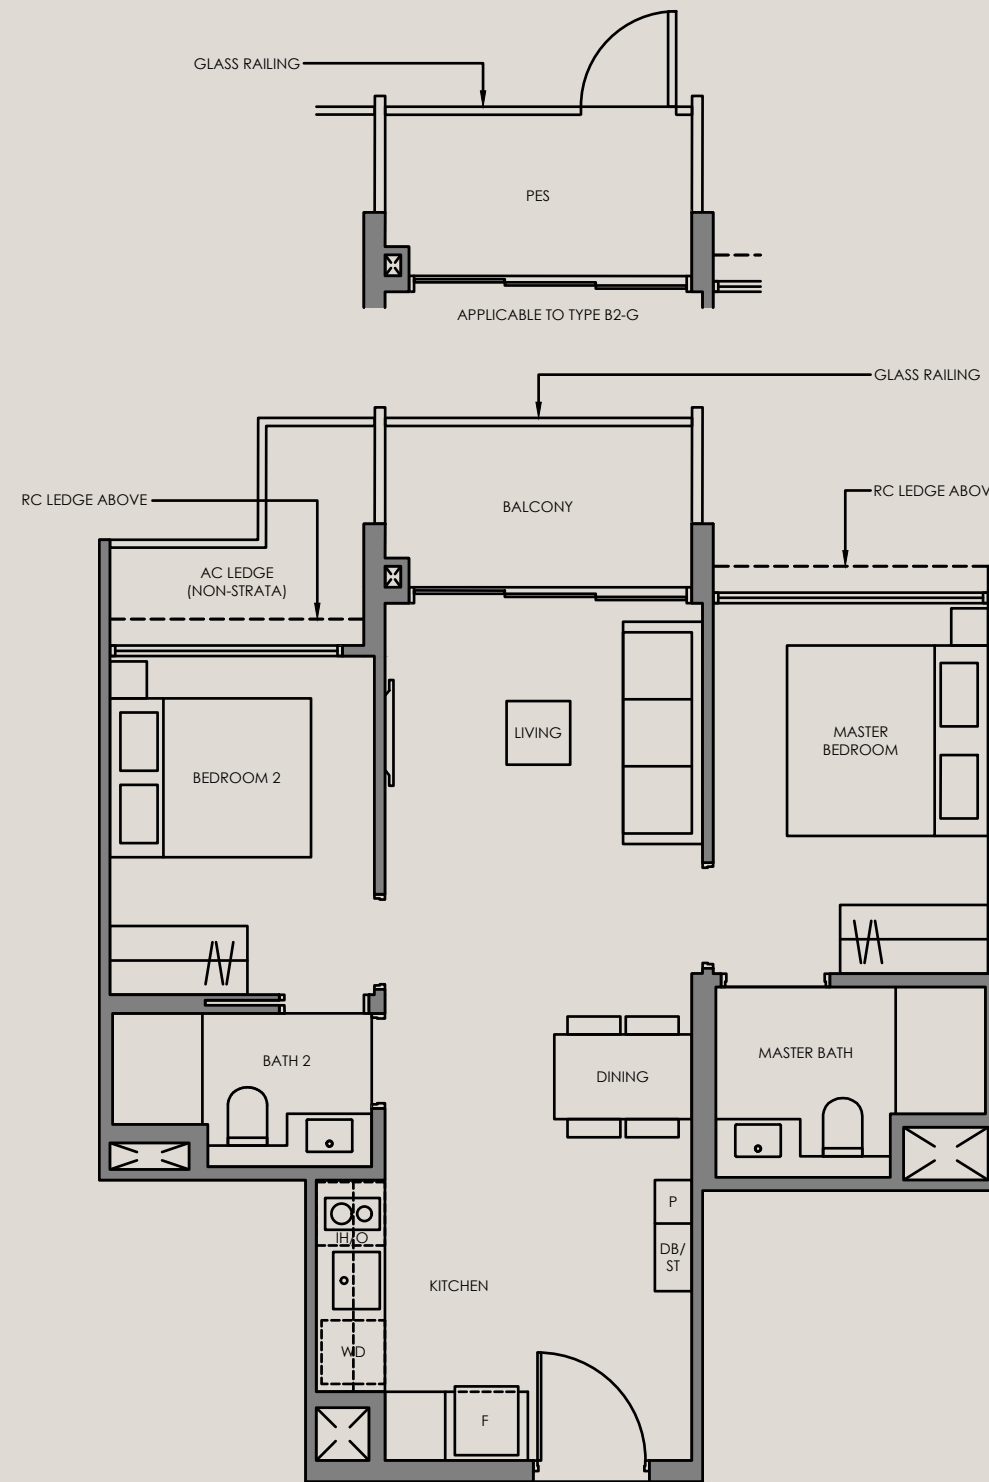 GLASS RAILING
PES
APPLICABLE TO TYPE B2-G
GLASS RAILING
RC LEDGE ABOVE
BALCONY
RC LEDGE ABOV
AC LEDGE
(NON-STRATA)
LIVING
MASTER
BEDROOM
BEDROOM 2
W
W
BATH 2
DINING
MASTER BATH
P
IH/O
DB/
ST
KITCHEN
WD
F